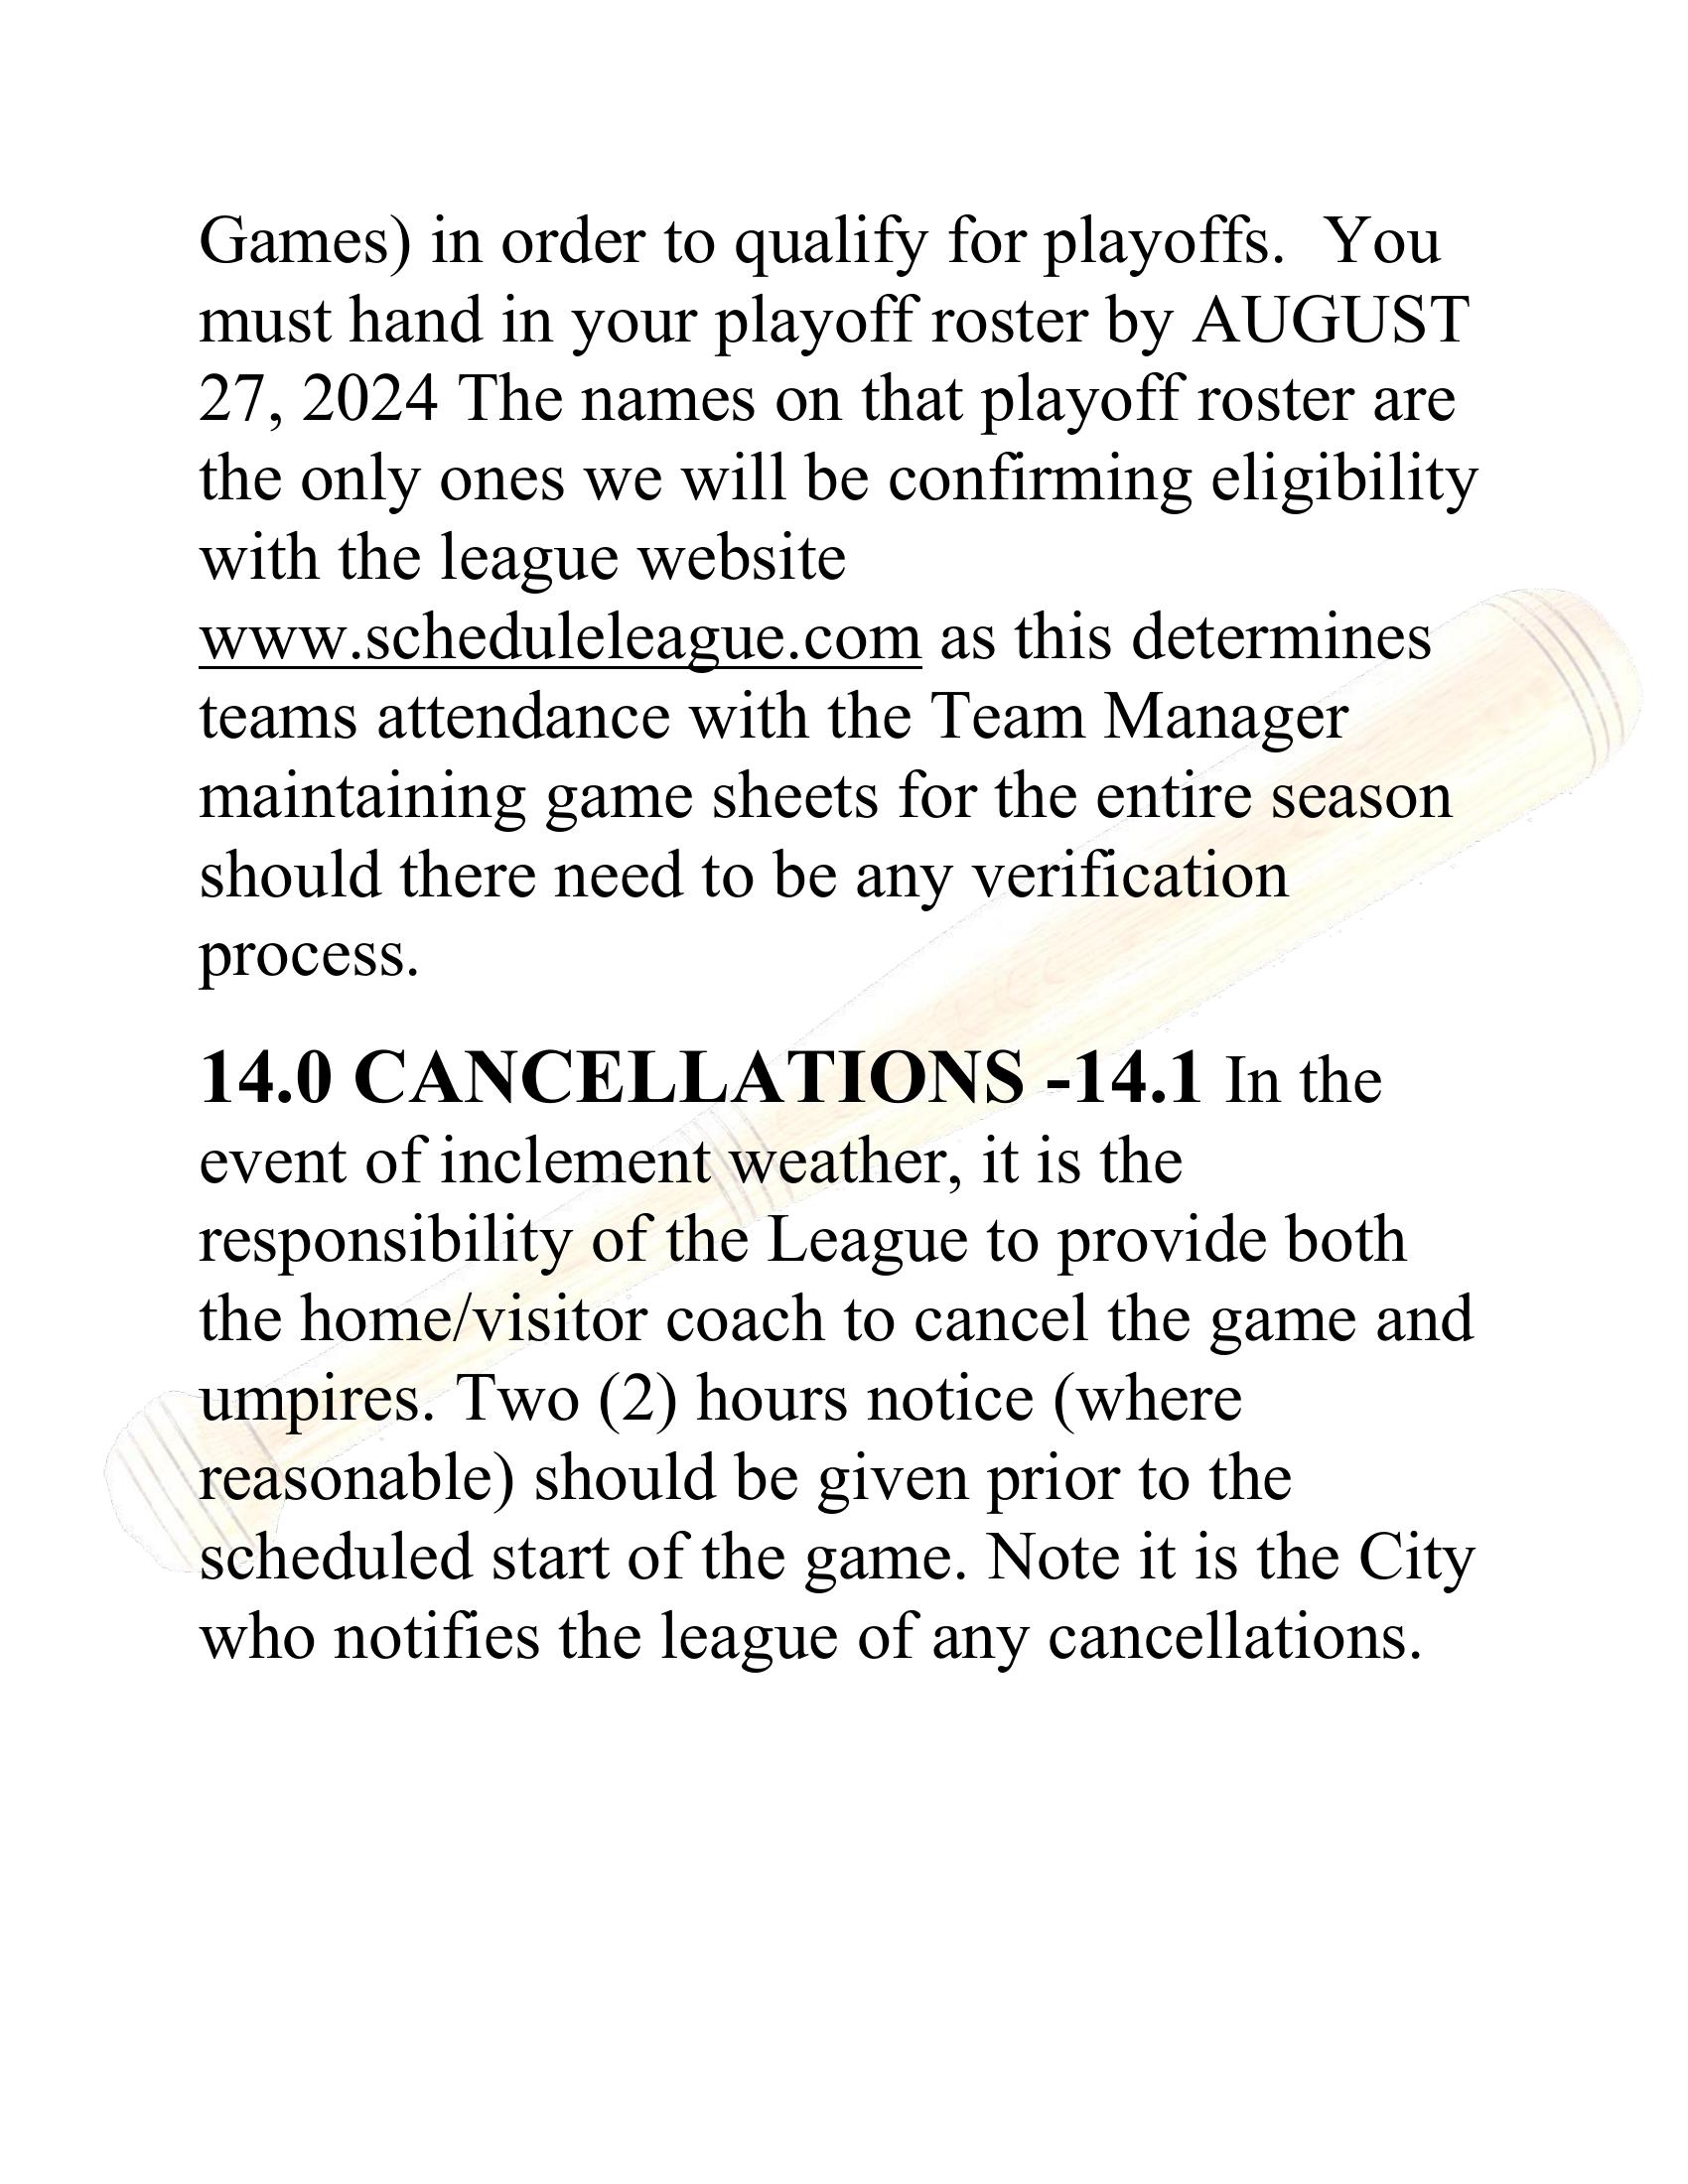 Games) in order to qualify for playoffs.  You
must hand in your playoff roster by AUGUST
27, 2024 The names on that playoff roster are
the only ones we will be confirming eligibility
with the league website
www.scheduleleague.com as this determines
teams attendance with the Team Manager
maintaining game sheets for the entire season
should there need to be any verification
process.
14.0 CANCELLATIONS -14.1 In the
event of inclement weather, it is the
responsibility of the League to provide both
the home/visitor coach to cancel the game and
umpires. Two (2) hours notice (where
reasonable) should be given prior to the
scheduled start of the game. Note it is the City
who notifies the league of any cancellations.